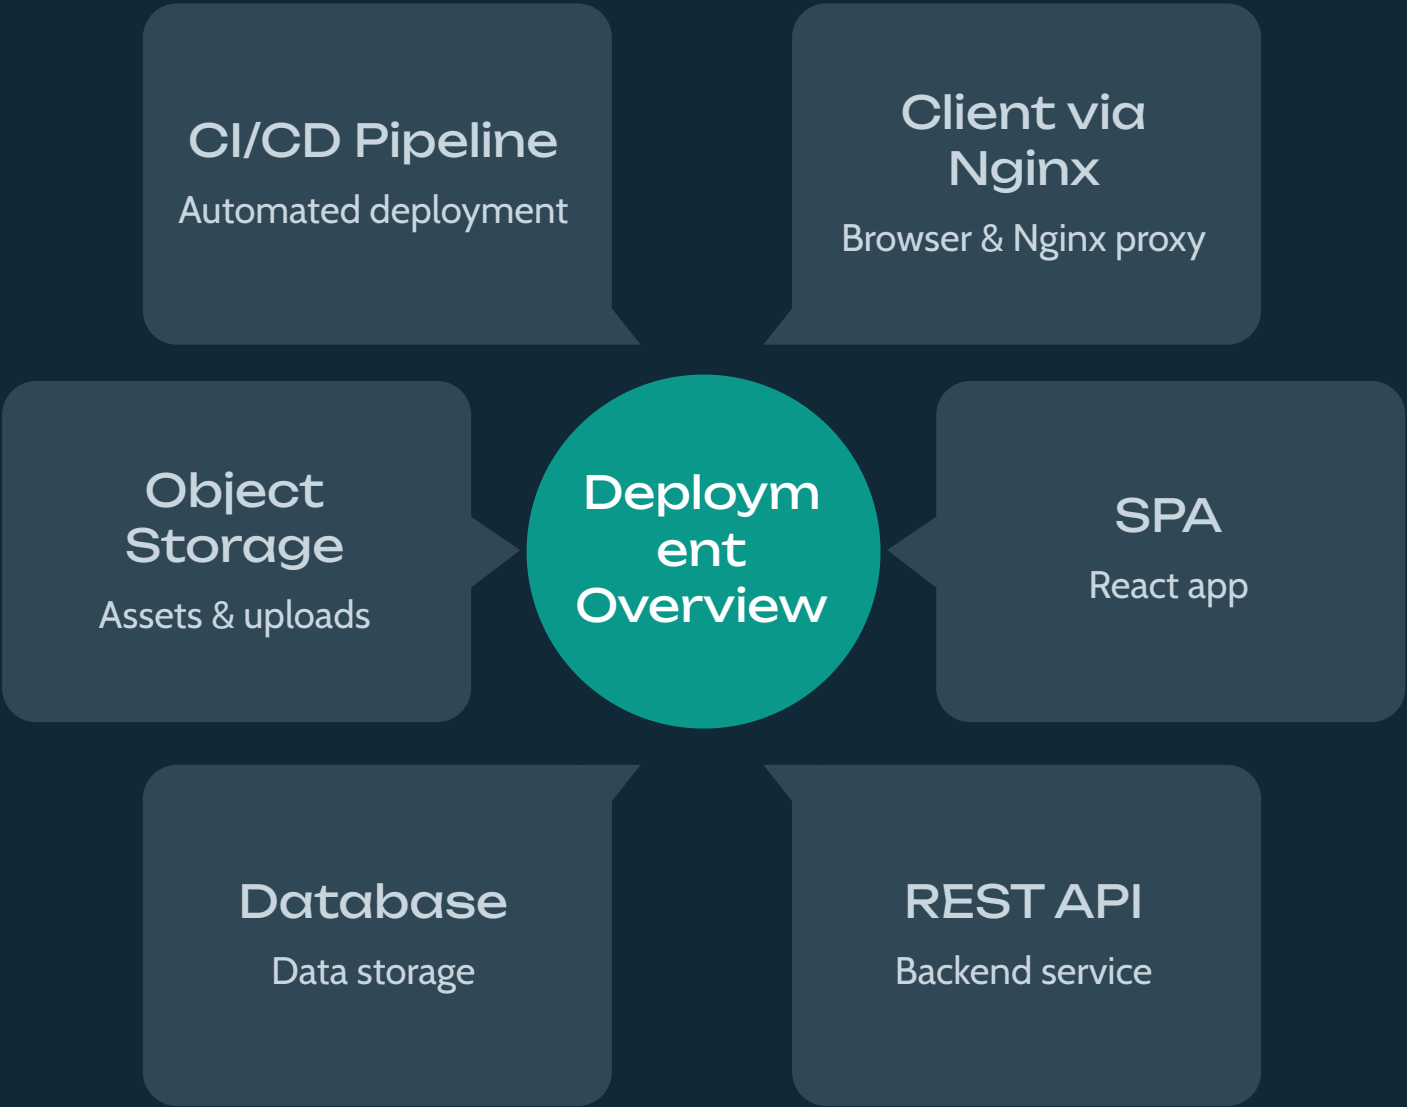 CI/CD Pipeline
Automated deployment
Client via
Nginx
Browser & Nginx proxy
Object
Storage
Assets & uploads
Deploym
ent
Overview
SPA
React app
Database
Data storage
REST API
Backend service